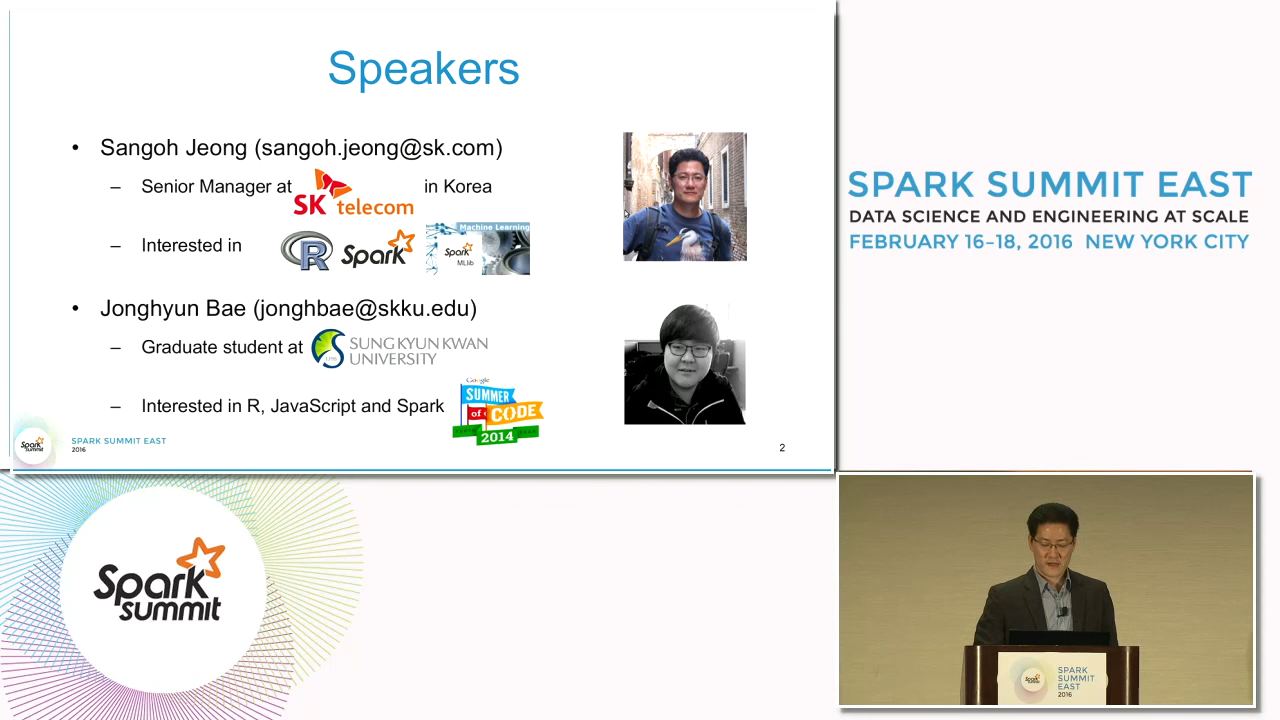 Speakers
• Sangoh Jeong (sangoh.jeong@sk.com)
– Senior Manager at SK telecom in Korea
– Interested in R Spark Machine Learning Spark MLlib
• Jonghyun Bae (jonghbae@skku.edu)
– Graduate student at SUNG KYUN KWAN UNIVERSITY
– Interested in R, JavaScript and Spark Google SUMMER of CODE 2014
Spark Summit
SPARK SUMMIT EAST
2016
2
SPARK SUMMIT EAST
DATA SCIENCE AND ENGINEERING AT SCALE
FEBRUARY 16–18, 2016 NEW YORK CITY
Spark
Summit
Spark
SPARK
SUMMIT
EAST
2016